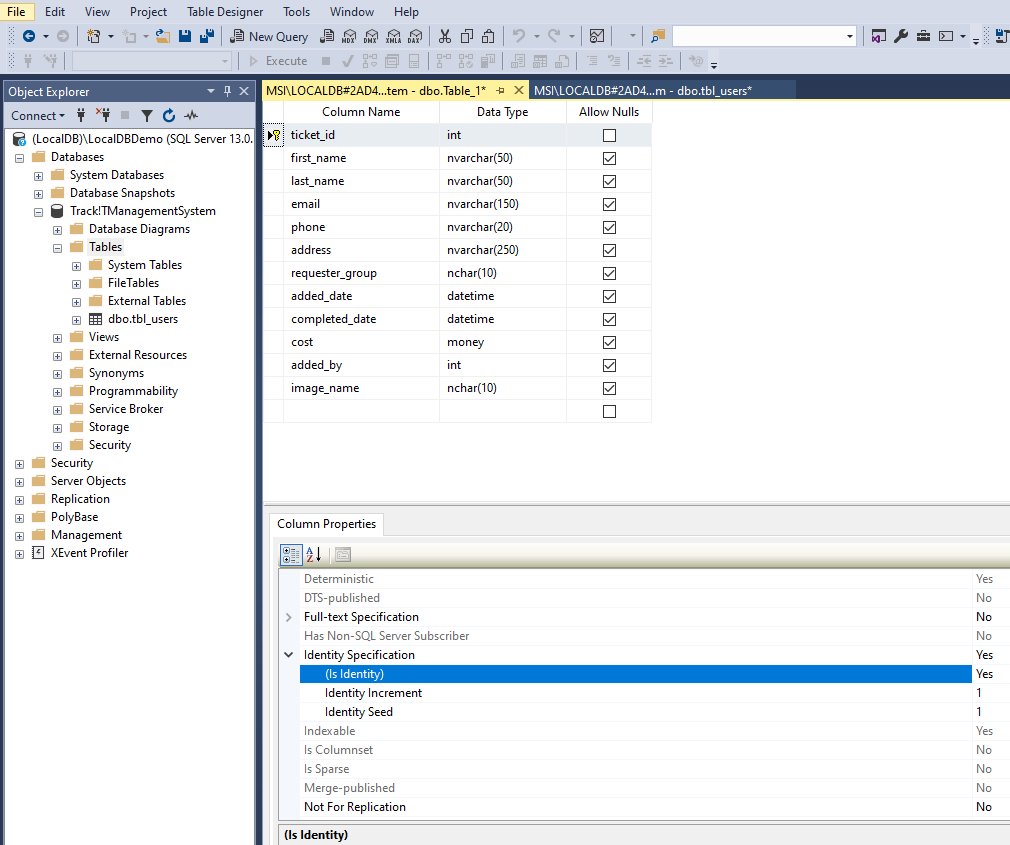 File Edit View Project Table Designer Tools Window Help
New Query MDX DMX XMLA DAX
Execute
Object Explorer
Connect
(LocalDB)\LocalDBDemo (SQL Server 13.0.
Databases
System Databases
Database Snapshots
Track!TManagementSystem
Database Diagrams
Tables
System Tables
FileTables
External Tables
dbo.tbl_users
Views
External Resources
Synonyms
Programmability
Service Broker
Storage
Security
Security
Server Objects
Replication
PolyBase
Management
XEvent Profiler
MSI\LOCALDB#2AD4...tem - dbo.Table_1* MSI\LOCALDB#2AD4...m - dbo.tbl_users*
Column Name Data Type Allow Nulls
ticket_id int
first_name nvarchar(50)
last_name nvarchar(50)
email nvarchar(150)
phone nvarchar(20)
address nvarchar(250)
requester_group nchar(10)
added_date datetime
completed_date datetime
cost money
added_by int
image_name nchar(10)
Column Properties
Deterministic Yes
DTS-published No
Full-text Specification No
Has Non-SQL Server Subscriber No
Identity Specification Yes
(Is Identity) Yes
Identity Increment 1
Identity Seed 1
Indexable Yes
Is Columnset No
Is Sparse No
Merge-published No
Not For Replication No
(Is Identity)